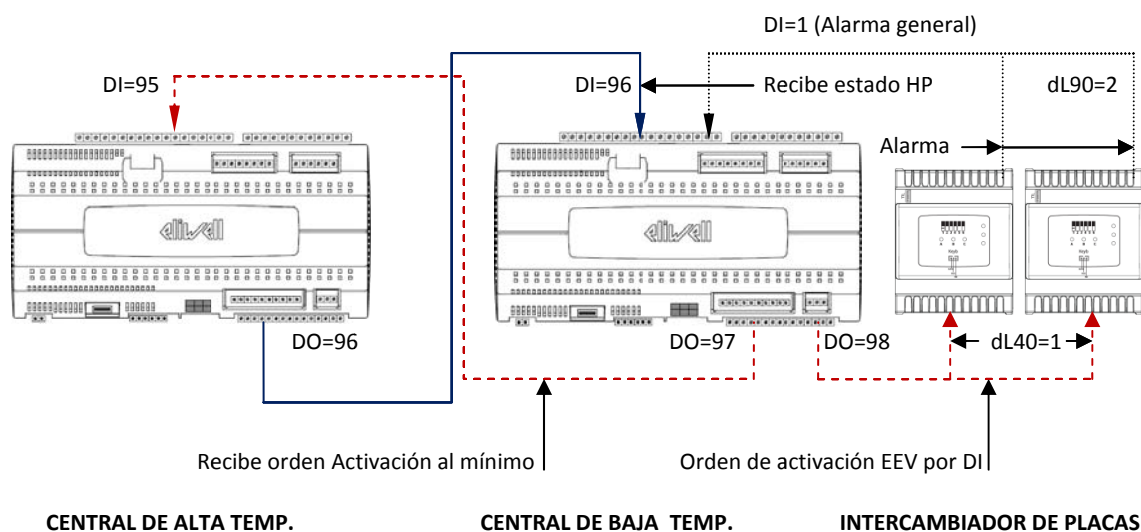 DI=1 (Alarma general)
DI=95
DI=96
Recibe estado HP
dL90=2
Alarma
eliwell
eliwell
DO=96
DO=97
DO=98
dL40=1
Recibe orden Activación al mínimo
Orden de activación EEV por DI
CENTRAL DE ALTA TEMP.
CENTRAL DE BAJA TEMP.
INTERCAMBIADOR DE PLACAS